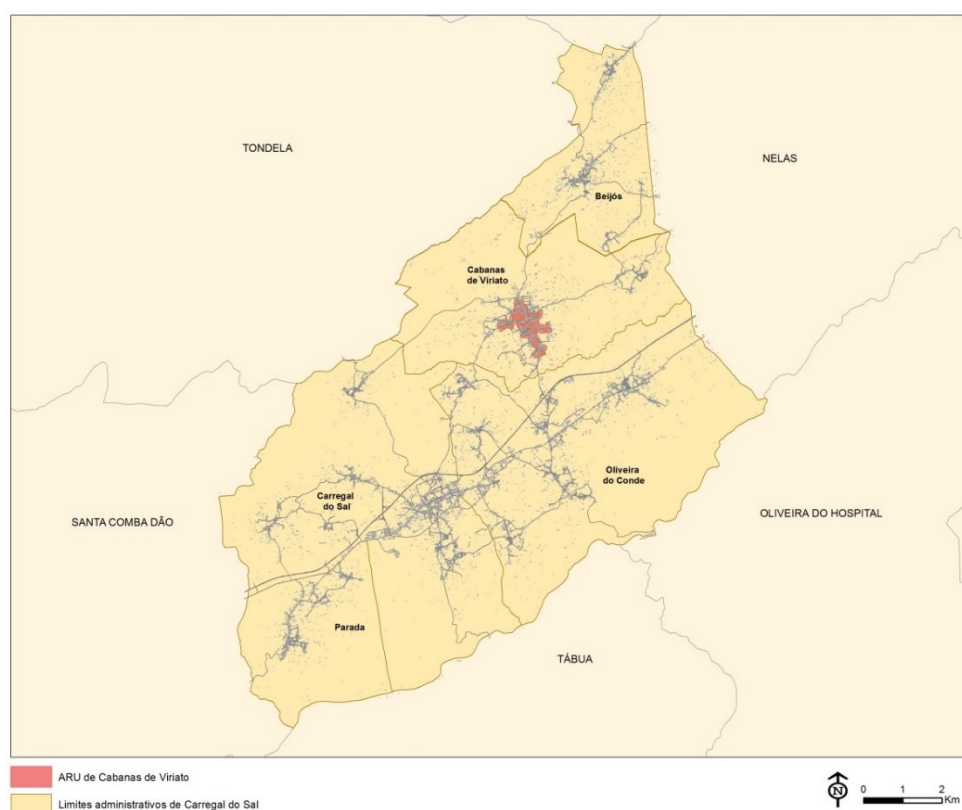 TONDELA
NELAS
Beijós
Cabanas
de Viriato
Oliveira
do Conde
Carregal
do Sal
SANTA COMBA DÃO
OLIVEIRA DO HOSPITAL
Parada
TÁBUA
ARU de Cabanas de Viriato
Limites administrativos de Carregal do Sal
N
0 1 2
Km